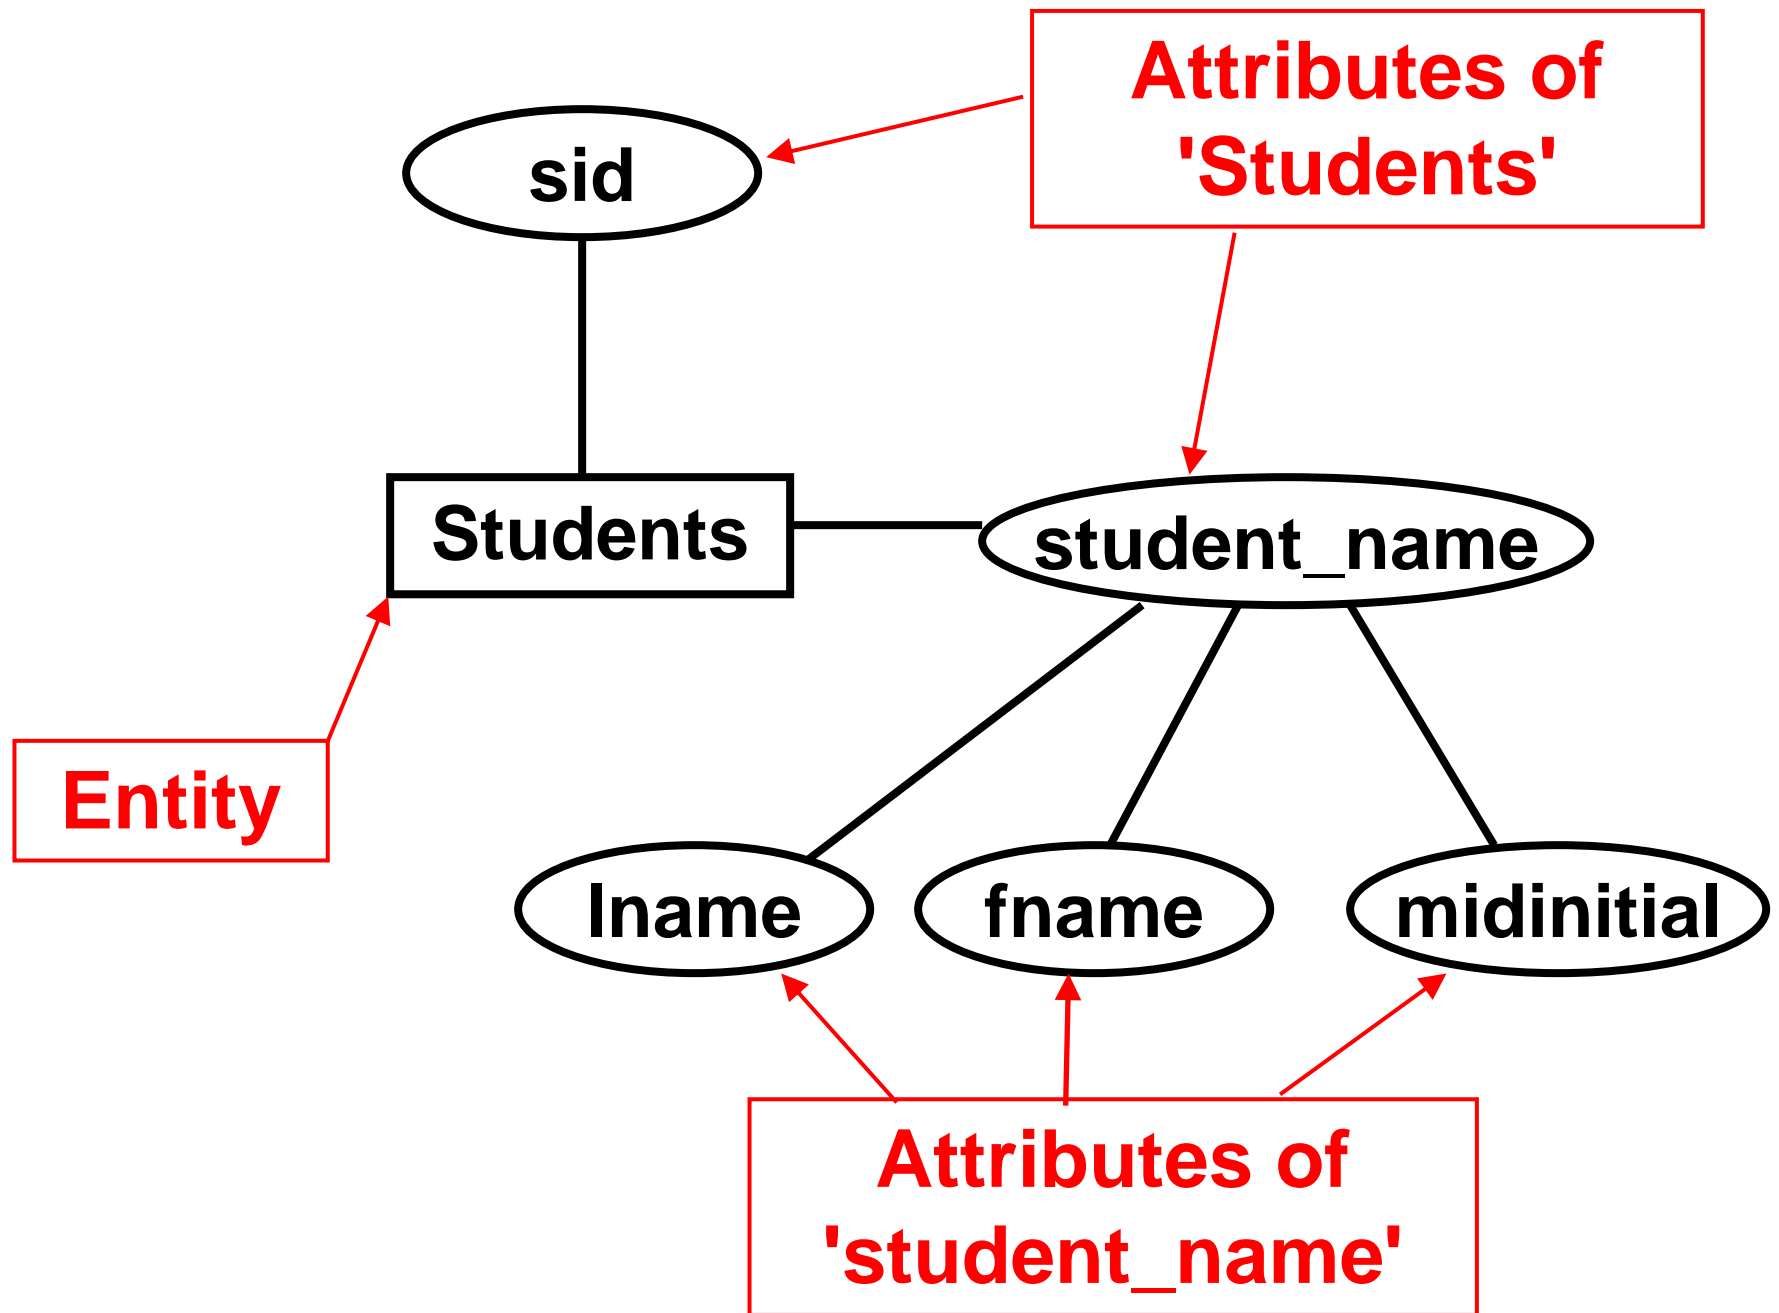 Attributes of
'Students'
sid
Students
student_name
Entity
lname
fname
midinitial
Attributes of
'student_name'